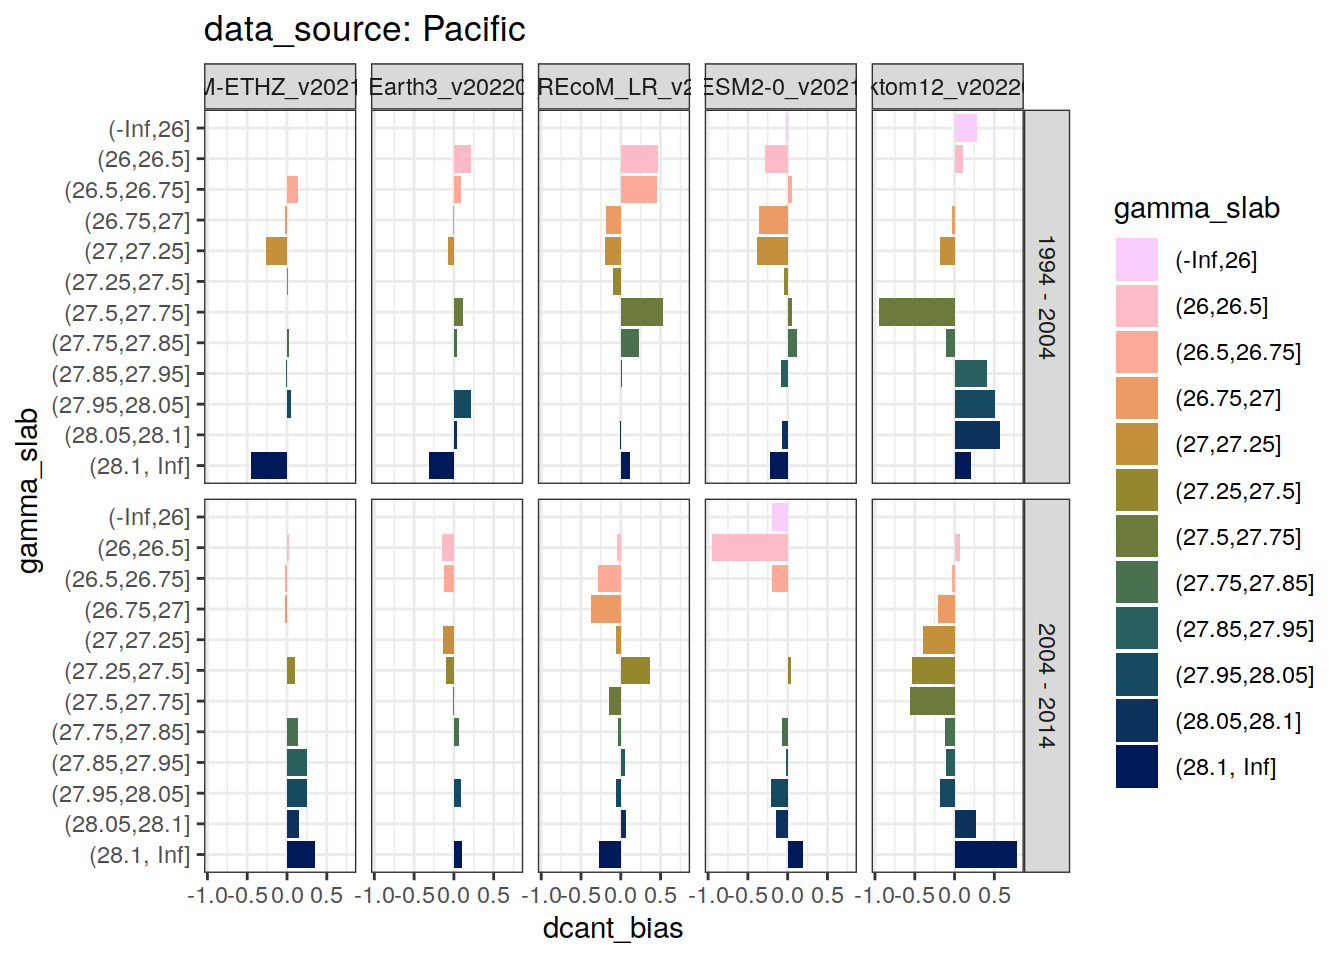 data_source: Pacific
M-ETHZ_v2021
Earth3_v20220
REcoM_LR_v2
ESM2-0_v2021
ktom12_v2022
(-Inf,26]
(26,26.5]
(26.5,26.75]
(26.75,27]
(27,27.25]
(27.25,27.5]
(27.5,27.75]
(27.75,27.85]
(27.85,27.95]
(27.95,28.05]
(28.05,28.1]
(28.1, Inf]
1994 - 2004
(-Inf,26]
(26,26.5]
(26.5,26.75]
(26.75,27]
(27,27.25]
(27.25,27.5]
(27.5,27.75]
(27.75,27.85]
(27.85,27.95]
(27.95,28.05]
(28.05,28.1]
(28.1, Inf]
2004 - 2014
gamma_slab
-1.0 -0.5 0.0 0.5
-1.0 -0.5 0.0 0.5
-1.0 -0.5 0.0 0.5
-1.0 -0.5 0.0 0.5
-1.0 -0.5 0.0 0.5
dcant_bias
gamma_slab
(-Inf,26]
(26,26.5]
(26.5,26.75]
(26.75,27]
(27,27.25]
(27.25,27.5]
(27.5,27.75]
(27.75,27.85]
(27.85,27.95]
(27.95,28.05]
(28.05,28.1]
(28.1, Inf]